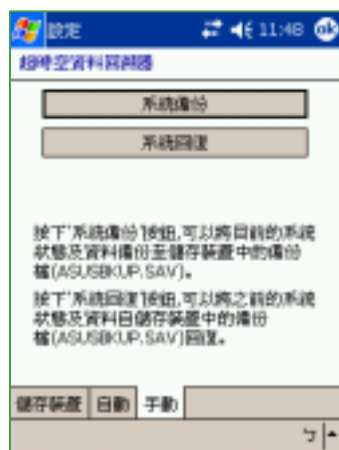 設定 11:48 ok
超時空資料回溯器
系統備份
系統回復
按下'系統備份'按鈕,可以將目前的系統
狀態及資料備份至儲存裝置中的備份
檔(ASUSBKUP.SAV)。
按下'系統回復'按鈕,可以將之前的系統
狀態及資料自儲存裝置中的備份
檔(ASUSBKUP.SAV)回復。
儲存裝置 自動 手動
ㄅ